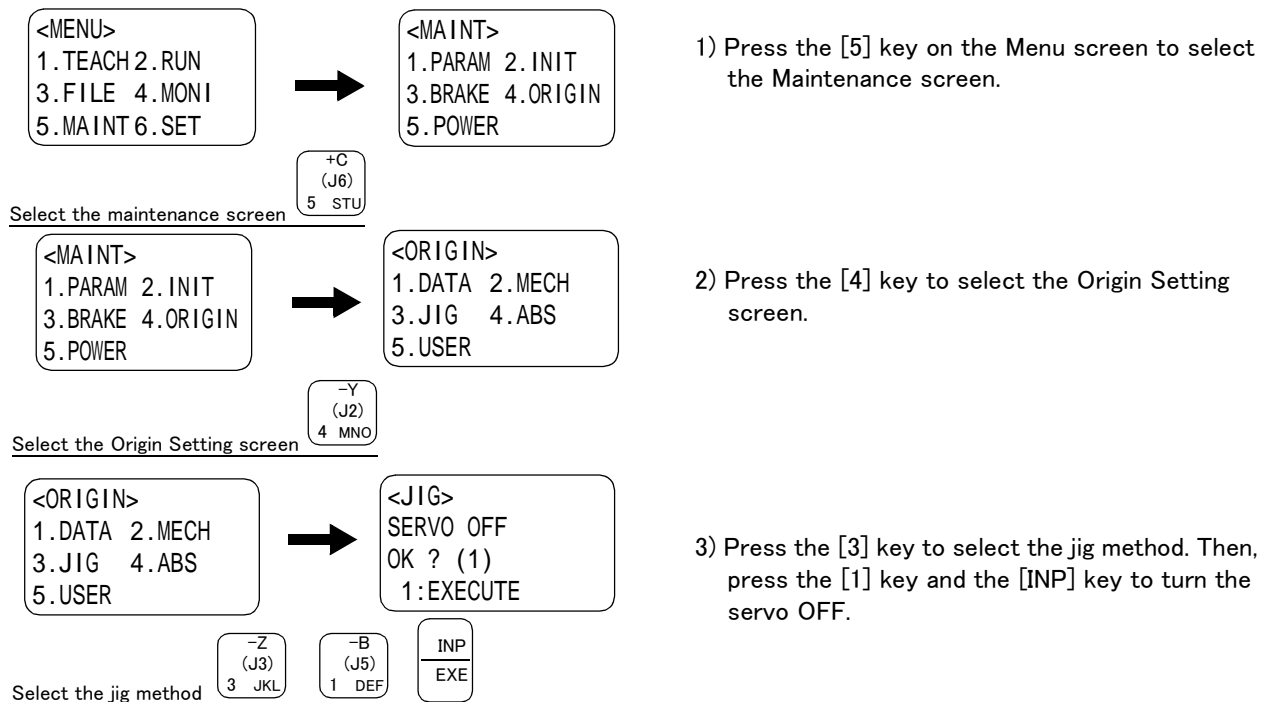 <MENU>
1.TEACH 2.RUN
3.FILE 4.MONI
5.MAINT 6.SET
<MAINT>
1.PARAM 2.INIT
3.BRAKE 4.ORIGIN
5.POWER
1) Press the [5] key on the Menu screen to select
the Maintenance screen.
+C
(J6)
5 STU
Select the maintenance screen
<MAINT>
1.PARAM 2.INIT
3.BRAKE 4.ORIGIN
5.POWER
<ORIGIN>
1.DATA 2.MECH
3.JIG 4.ABS
5.USER
2) Press the [4] key to select the Origin Setting
screen.
-Y
(J2)
4 MNO
Select the Origin Setting screen
<ORIGIN>
1.DATA 2.MECH
3.JIG 4.ABS
5.USER
<JIG>
SERVO OFF
OK ? (1)
1:EXECUTE
3) Press the [3] key to select the jig method. Then,
press the [1] key and the [INP] key to turn the
servo OFF.
-Z
(J3)
3 JKL
-B
(J5)
1 DEF
INP
EXE
Select the jig method